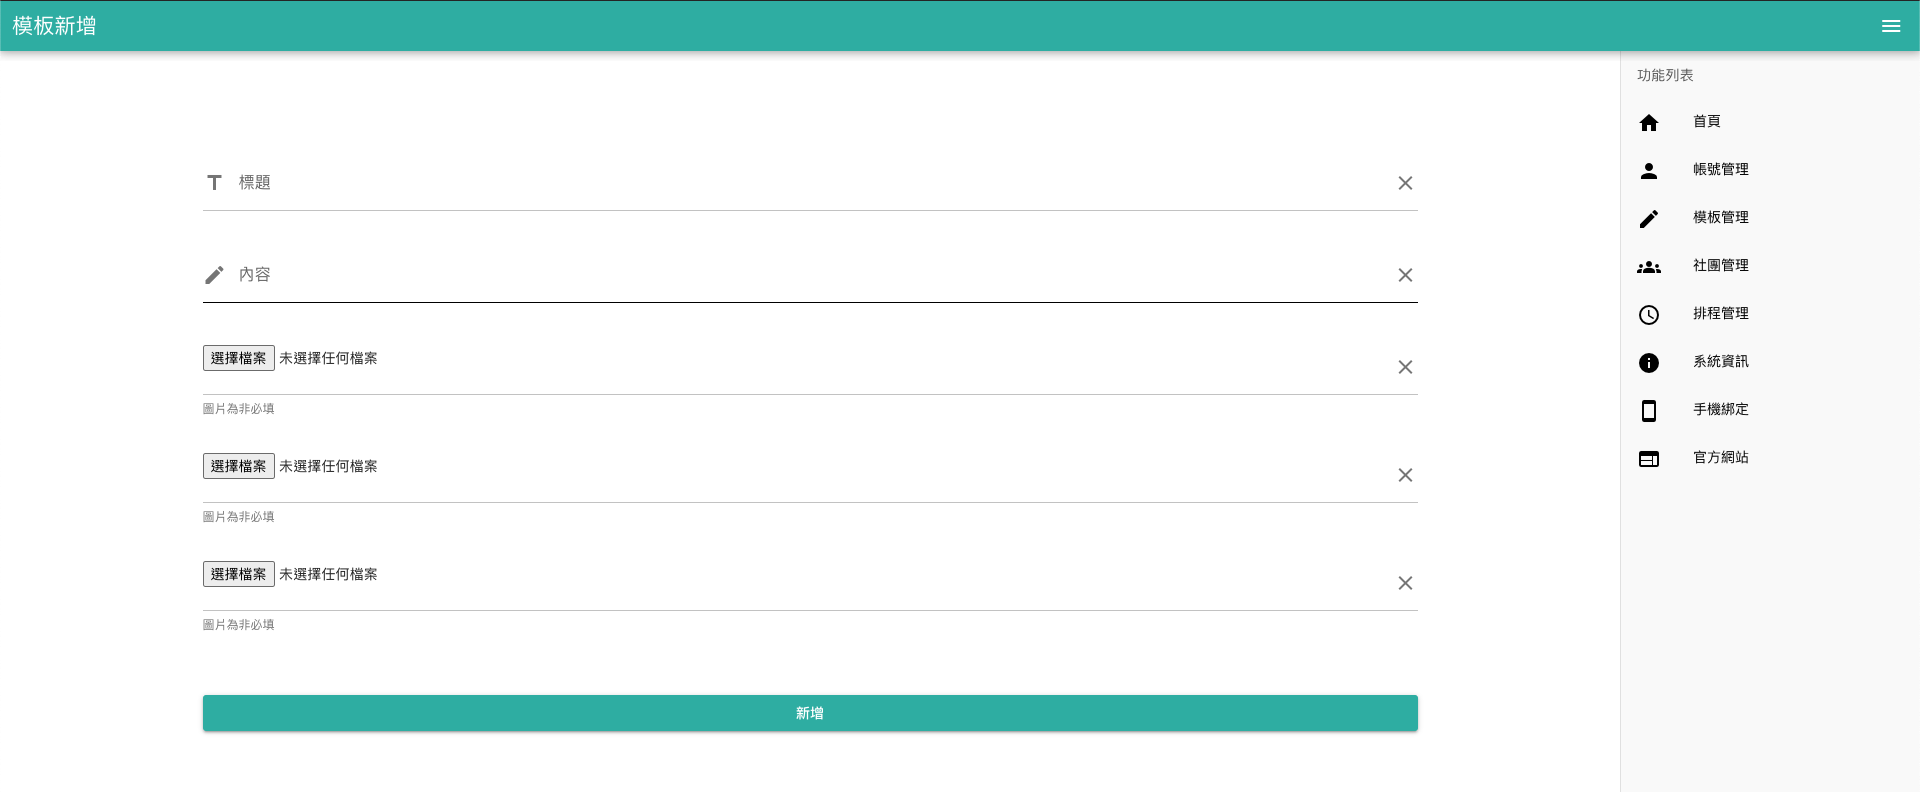 模板新增
功能列表
首頁
帳號管理
模板管理
社團管理
排程管理
系統資訊
手機綁定
官方網站
標題
內容
選擇檔案 未選擇任何檔案
圖片為非必填
選擇檔案 未選擇任何檔案
圖片為非必填
選擇檔案 未選擇任何檔案
圖片為非必填
新增